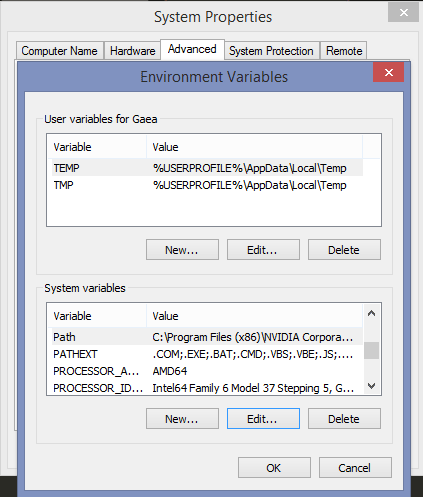 System Properties
Computer Name Hardware Advanced System Protection Remote
Environment Variables
User variables for Gaea
Variable Value
TEMP %USERPROFILE%\AppData\Local\Temp
TMP %USERPROFILE%\AppData\Local\Temp
New... Edit... Delete
System variables
Variable Value
Path C:\Program Files (x86)\NVIDIA Corpora...
PATHEXT .COM;.EXE;.BAT;.CMD;.VBS;.VBE;.JS;....
PROCESSOR_A... AMD64
PROCESSOR_ID... Intel64 Family 6 Model 37 Stepping 5, G...
New... Edit... Delete
OK Cancel